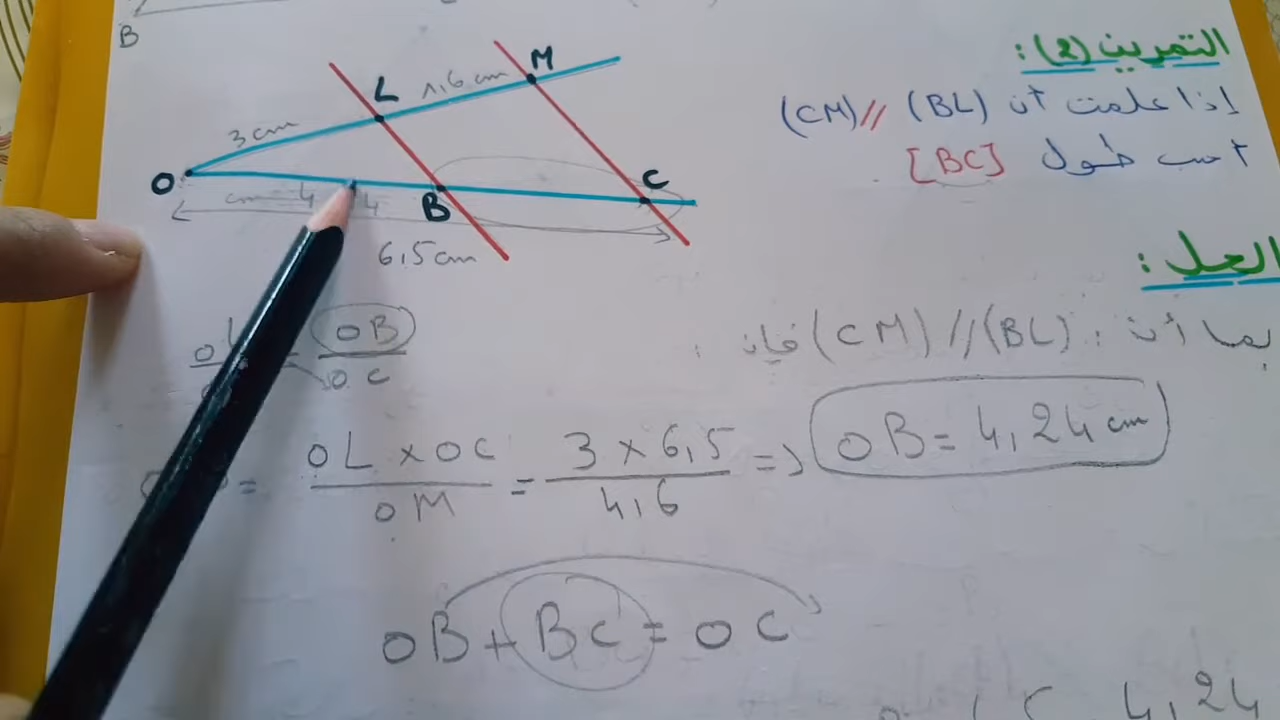 B
التمرين (2):
إذا علمت أن (BL) // (CM)
احسب طول [BC].
M
L
1,6 cm
3 cm
O
B
C
6,5 cm
الحل:
بما أن: (BL) // (CM) فإن:
OB
OC
OL × OC
OM
= 3 × 6,5
4,6
=> OB = 4,24 cm
OB + BC = OC
4,24